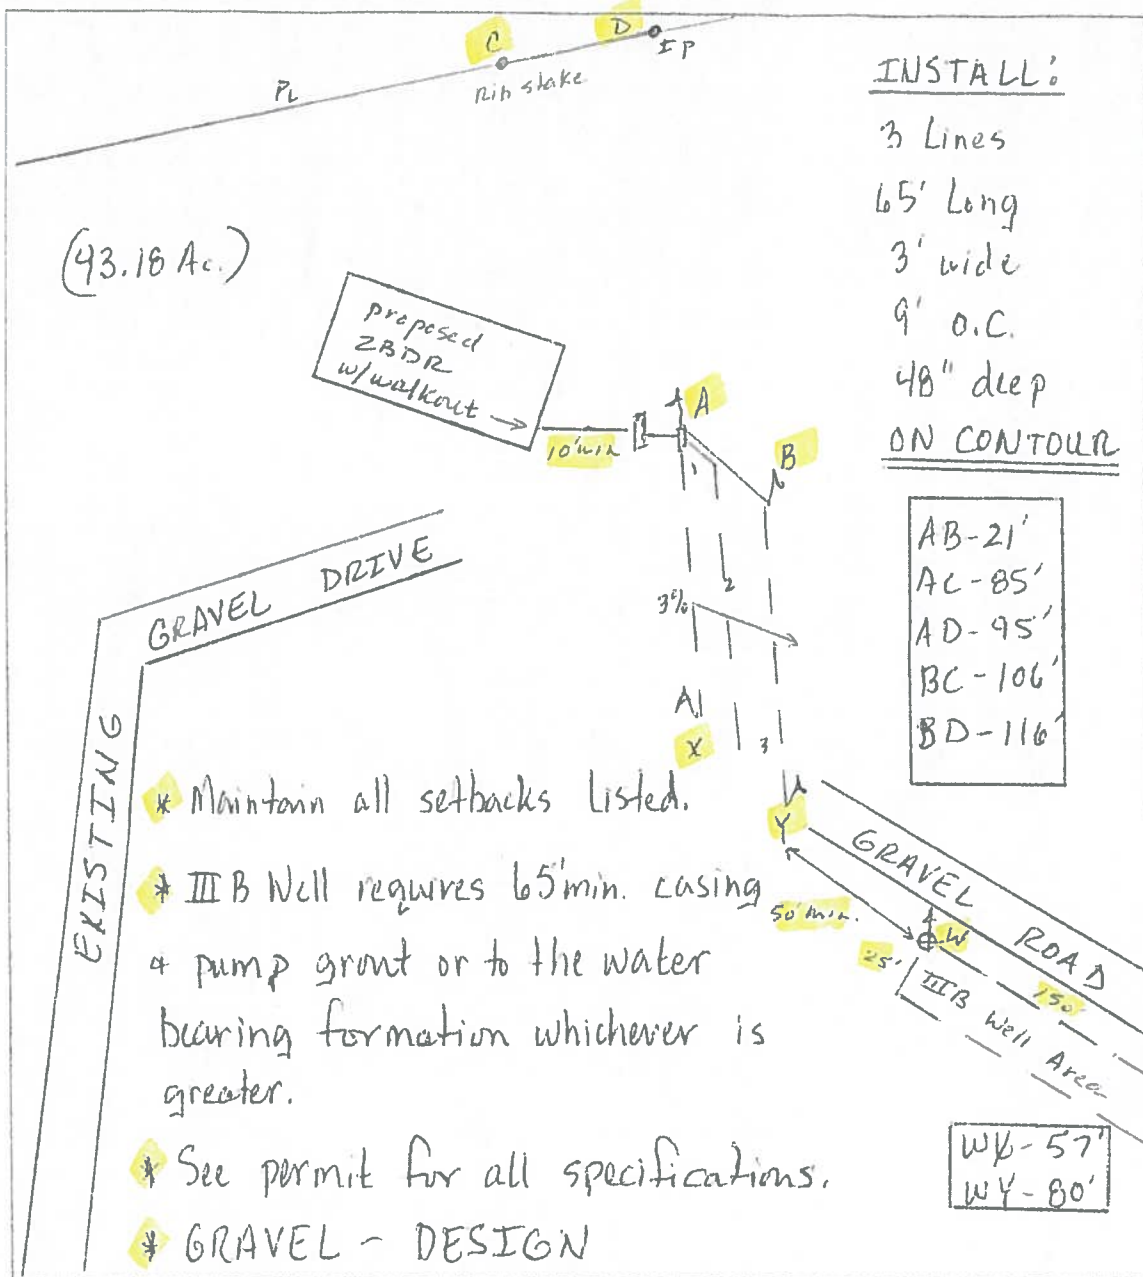 C
D
IP
PL
Rib stake
INSTALL:
3 Lines
65' Long
3' wide
9' O.C.
48" deep
ON CONTOUR
(43.18 Ac.)
proposed
2BDR
w/walkout →
10' min
A
B
1
2
3%
3
X
Y
AB-21'
AC-85'
AD-95'
BC-106'
BD-116'
GRAVEL DRIVE
EXISTING
* Maintain all setbacks listed.
* III B Well requires 65' min. casing
+ pump grout or to the water
bearing formation whichever is
greater.
* See permit for all specifications.
* GRAVEL - DESIGN
GRAVEL ROAD
50' min.
W
25'
150
III B Well Area
WX-57'
WY-80'